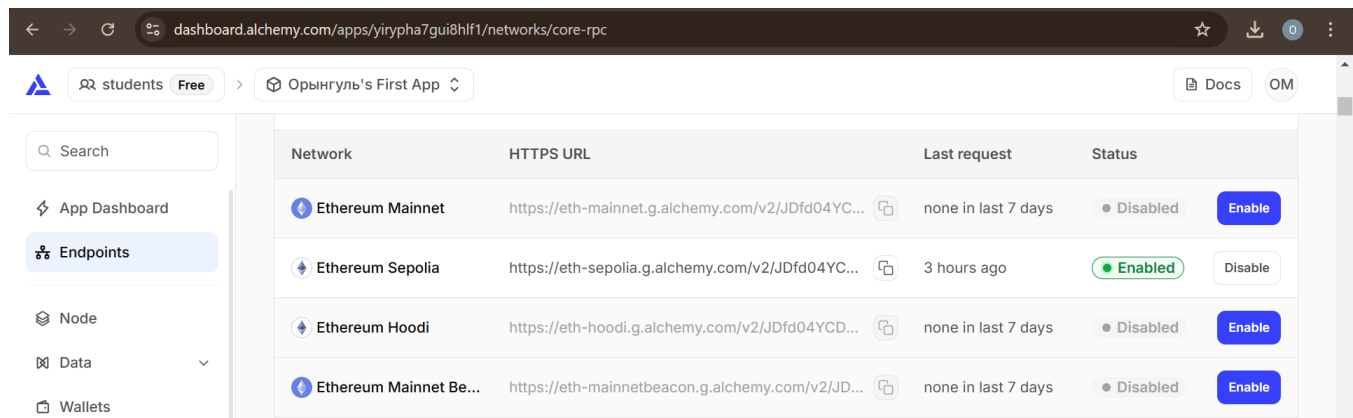 dashboard.alchemy.com/apps/yirypha7gui8hlf1/networks/core-rpc
O
students Free > Орынгуль's First App
Docs OM
Search
App Dashboard
Endpoints
Node
Data
Wallets
Network HTTPS URL Last request Status
Ethereum Mainnet https://eth-mainnet.g.alchemy.com/v2/JDfd04YC... none in last 7 days Disabled Enable
Ethereum Sepolia https://eth-sepolia.g.alchemy.com/v2/JDfd04YC... 3 hours ago Enabled Disable
Ethereum Hoodi https://eth-hoodi.g.alchemy.com/v2/JDfd04YCD... none in last 7 days Disabled Enable
Ethereum Mainnet Be... https://eth-mainnetbeacon.g.alchemy.com/v2/JD... none in last 7 days Disabled Enable